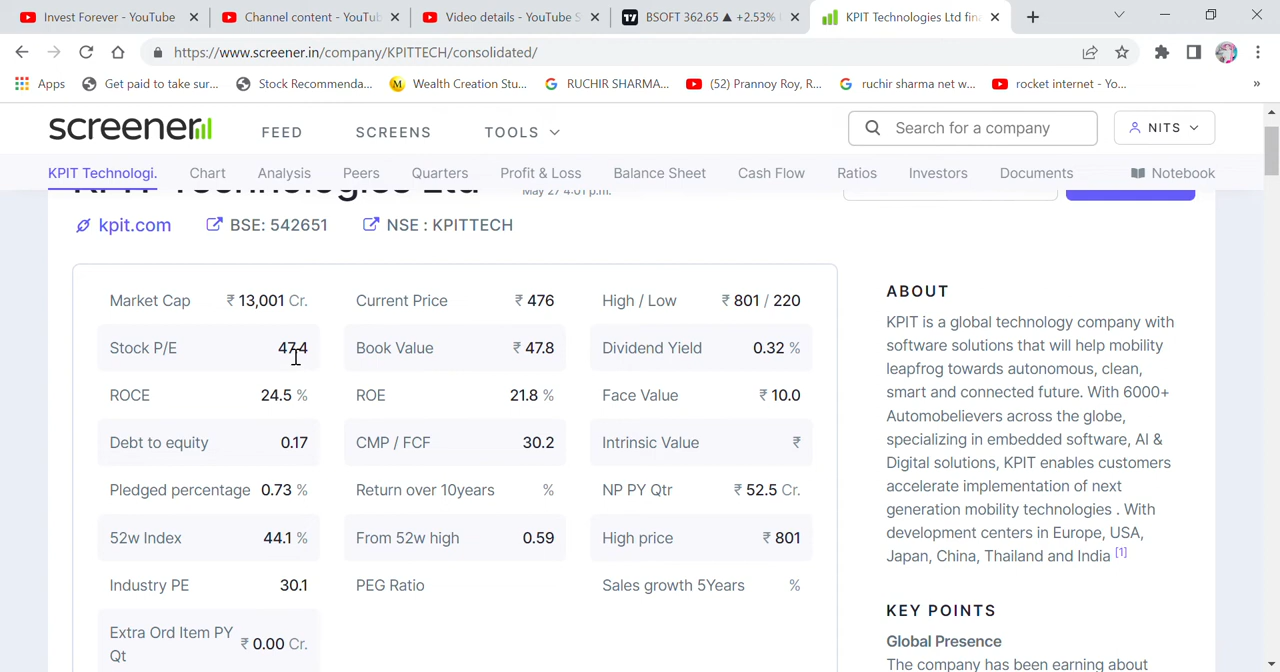 Invest Forever - YouTube
Channel content - YouTub
Video details - YouTube S
BSOFT 362.65 ▲ +2.53%
KPIT Technologies Ltd fin
https://www.screener.in/company/KPITTECH/consolidated/
Apps
Get paid to take sur...
Stock Recommenda...
Wealth Creation Stu...
RUCHIR SHARMA...
(52) Prannoy Roy, R...
ruchir sharma net w...
rocket internet - Yo...
»
screener
FEED
SCREENS
TOOLS
Search for a company
NITS
KPIT Technologi.
Chart
Analysis
Peers
Quarters
Profit & Loss
Balance Sheet
Cash Flow
Ratios
Investors
Documents
Notebook
KPIT Technologies Ltd
May 27 4:01 p.m.
kpit.com
BSE: 542651
NSE : KPITTECH
Market Cap ₹ 13,001 Cr.
Current Price ₹ 476
High / Low ₹ 801 / 220
Stock P/E 47.4
Book Value ₹ 47.8
Dividend Yield 0.32 %
ROCE 24.5 %
ROE 21.8 %
Face Value ₹ 10.0
Debt to equity 0.17
CMP / FCF 30.2
Intrinsic Value ₹
Pledged percentage 0.73 %
Return over 10years %
NP PY Qtr ₹ 52.5 Cr.
52w Index 44.1 %
From 52w high 0.59
High price ₹ 801
Industry PE 30.1
PEG Ratio
Sales growth 5Years %
Extra Ord Item PY
Qt ₹ 0.00 Cr.
ABOUT
KPIT is a global technology company with
software solutions that will help mobility
leapfrog towards autonomous, clean,
smart and connected future. With 6000+
Automobelievers across the globe,
specializing in embedded software, AI &
Digital solutions, KPIT enables customers
accelerate implementation of next
generation mobility technologies . With
development centers in Europe, USA,
Japan, China, Thailand and India [1]
KEY POINTS
Global Presence
The company has been earning about